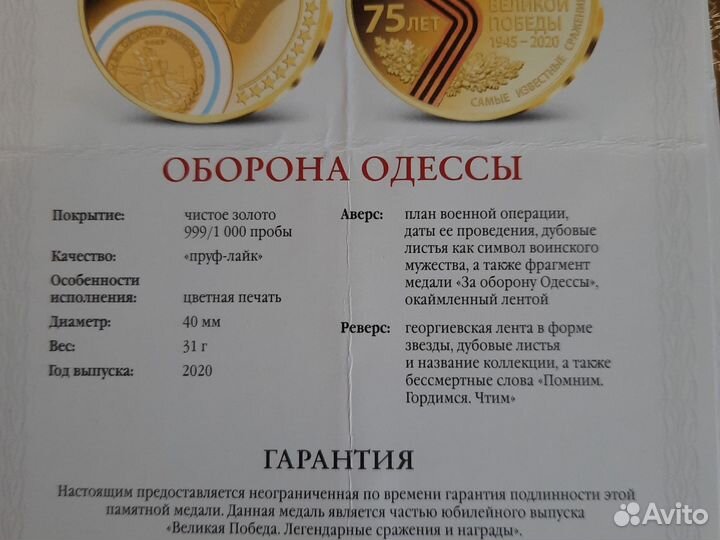 75 ЛЕТ
ВЕЛИКОЙ
ПОБЕДЫ
1945-2020
САМЫЕ ИЗВЕСТНЫЕ СРАЖЕНИЯ
ОБОРОНА ОДЕССЫ
Покрытие: чистое золото
999/1 000 пробы
Качество: «пруф-лайк»
Особенности
исполнения: цветная печать
Диаметр: 40 мм
Вес: 31 г
Год выпуска: 2020
Аверс: план военной операции,
даты ее проведения, дубовые
листья как символ воинского
мужества, а также фрагмент
медали «За оборону Одессы»,
окаймленный лентой
Реверс: георгиевская лента в форме
звезды, дубовые листья
и название коллекции, а также
бессмертные слова «Помним.
Гордимся. Чтим»
ГАРАНТИЯ
Настоящим предоставляется неограниченная по времени гарантия подлинности этой
памятной медали. Данная медаль является частью юбилейного выпуска
«Великая Победа. Легендарные сражения и награды».
Avito